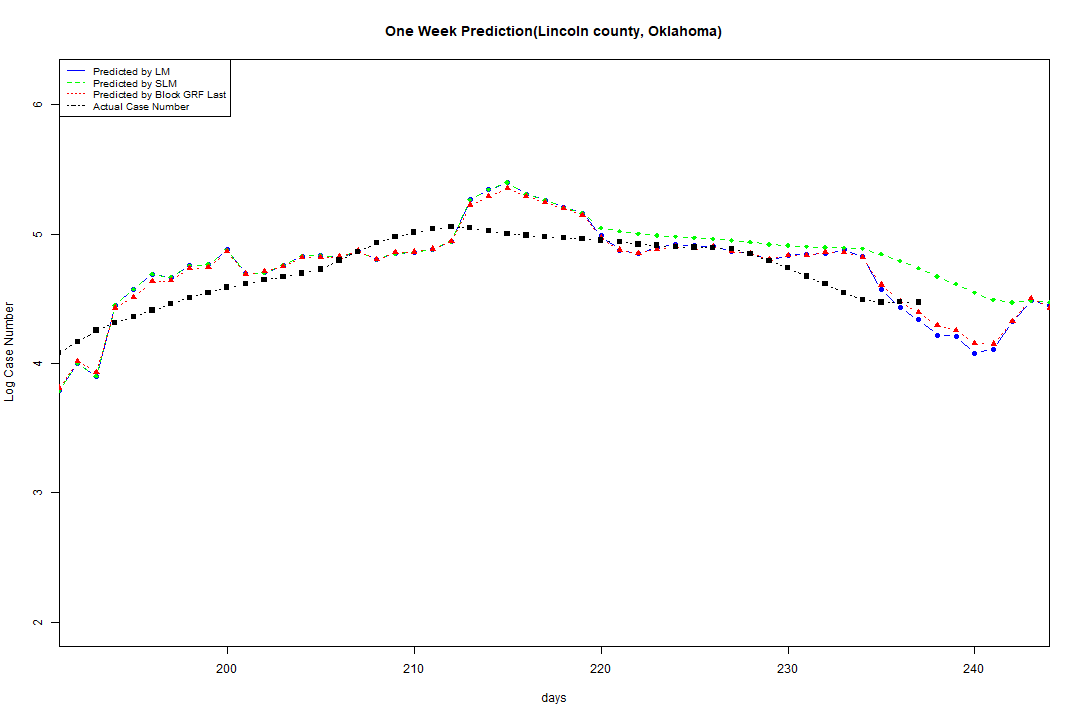 One Week Prediction(Lincoln county, Oklahoma)
Predicted by LM
Predicted by SLM
Predicted by Block GRF Last
Actual Case Number
6
5
4
3
2
Log Case Number
200 210 220 230 240
days